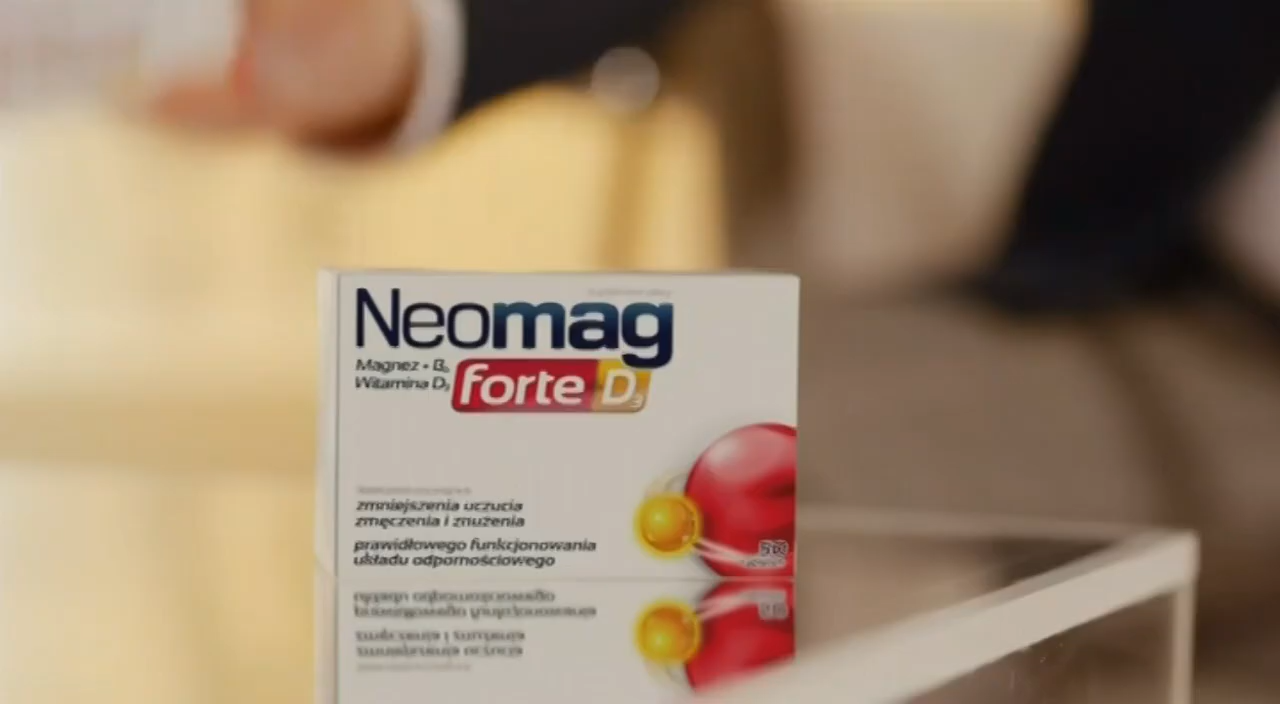 Neomag
Magnez + B₆
Witamina D₃
forte D₃
zmniejszenia uczucia
zmęczenia i znużenia
prawidłowego funkcjonowania
układu odpornościowego
50